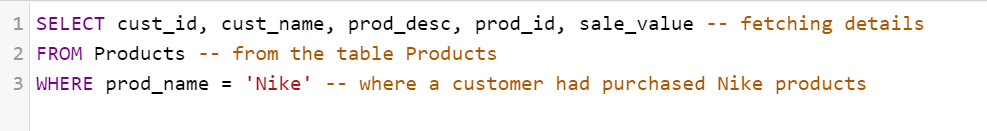 1 SELECT cust_id, cust_name, prod_desc, prod_id, sale_value -- fetching details
2 FROM Products -- from the table Products
3 WHERE prod_name = 'Nike' -- where a customer had purchased Nike products